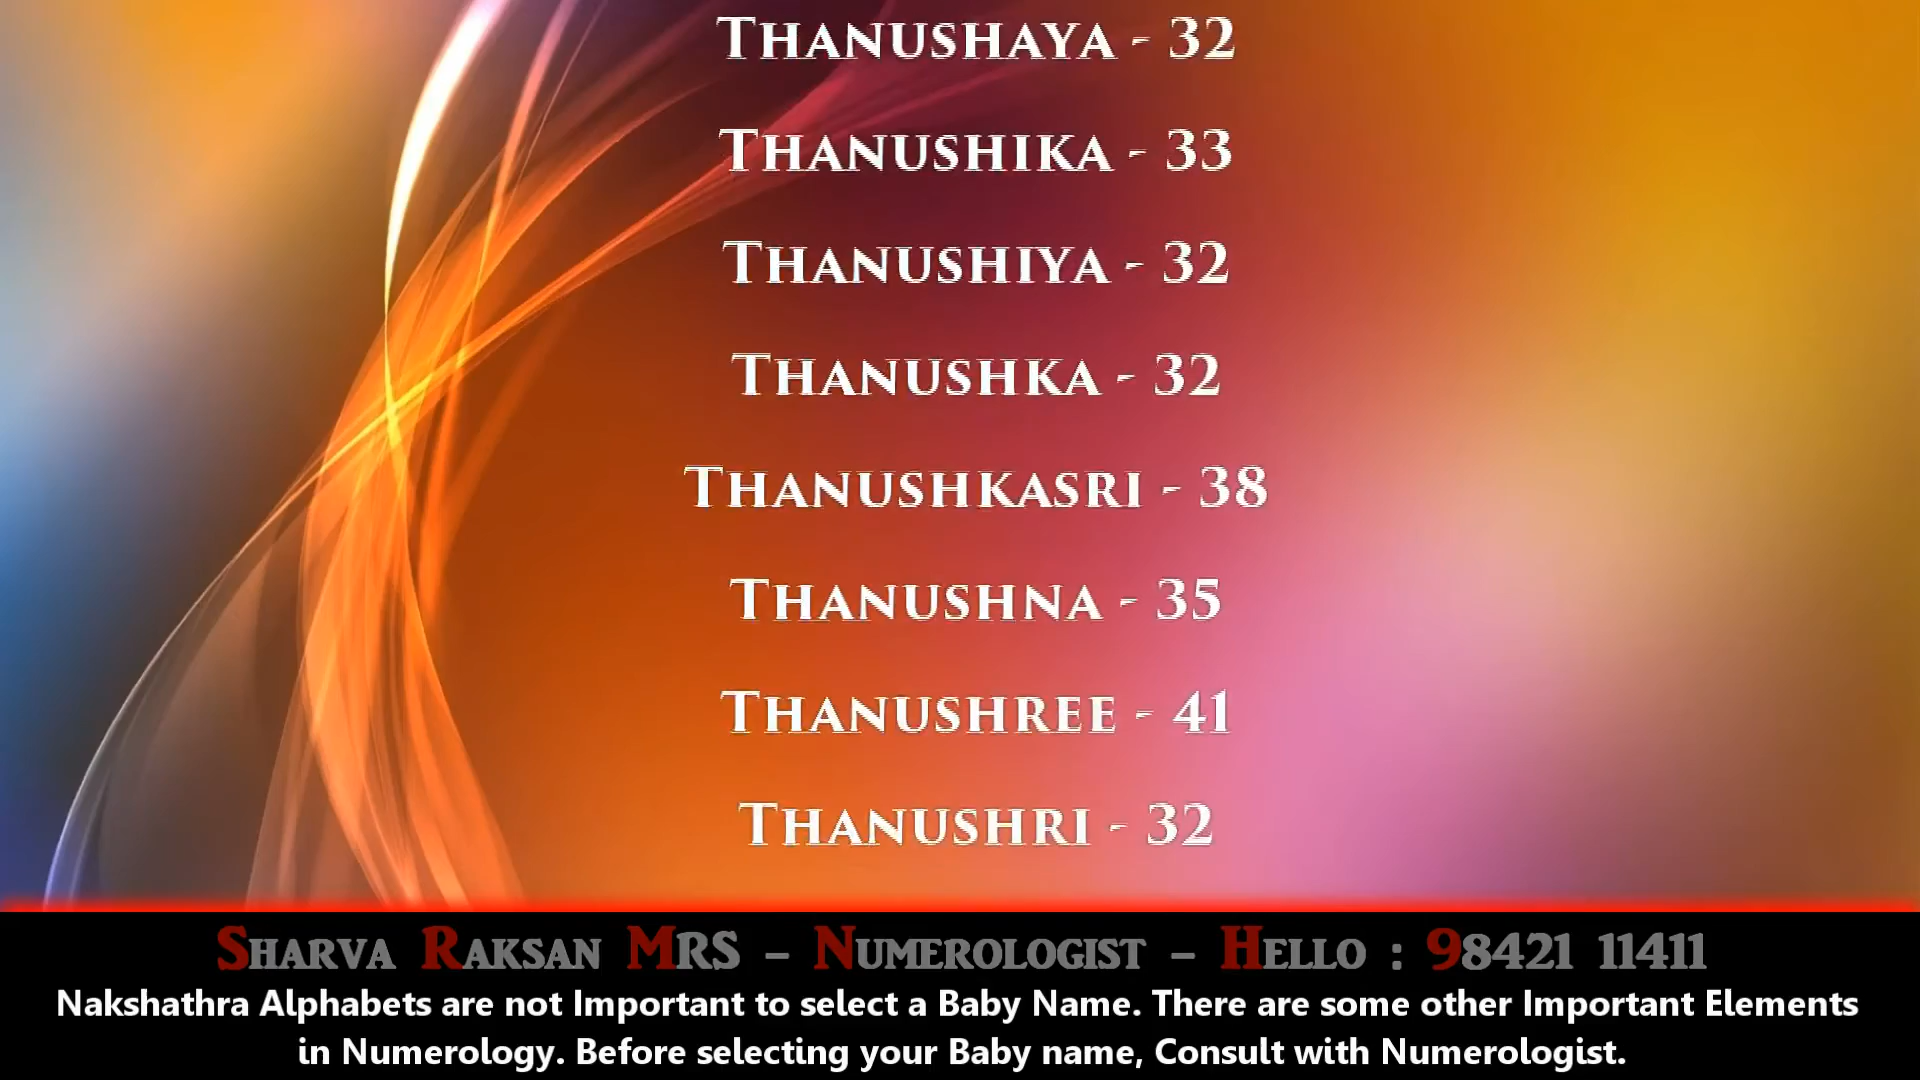 Thanushaya - 32
Thanushika - 33
Thanushiya - 32
Thanushka - 32
Thanushkasri - 38
Thanushna - 35
Thanushree - 41
Thanushri - 32
Sharva Raksan MRS – Numerologist – Hello : 98421 11411
Nakshathra Alphabets are not Important to select a Baby Name. There are some other Important Elements
in Numerology. Before selecting your Baby name, Consult with Numerologist.